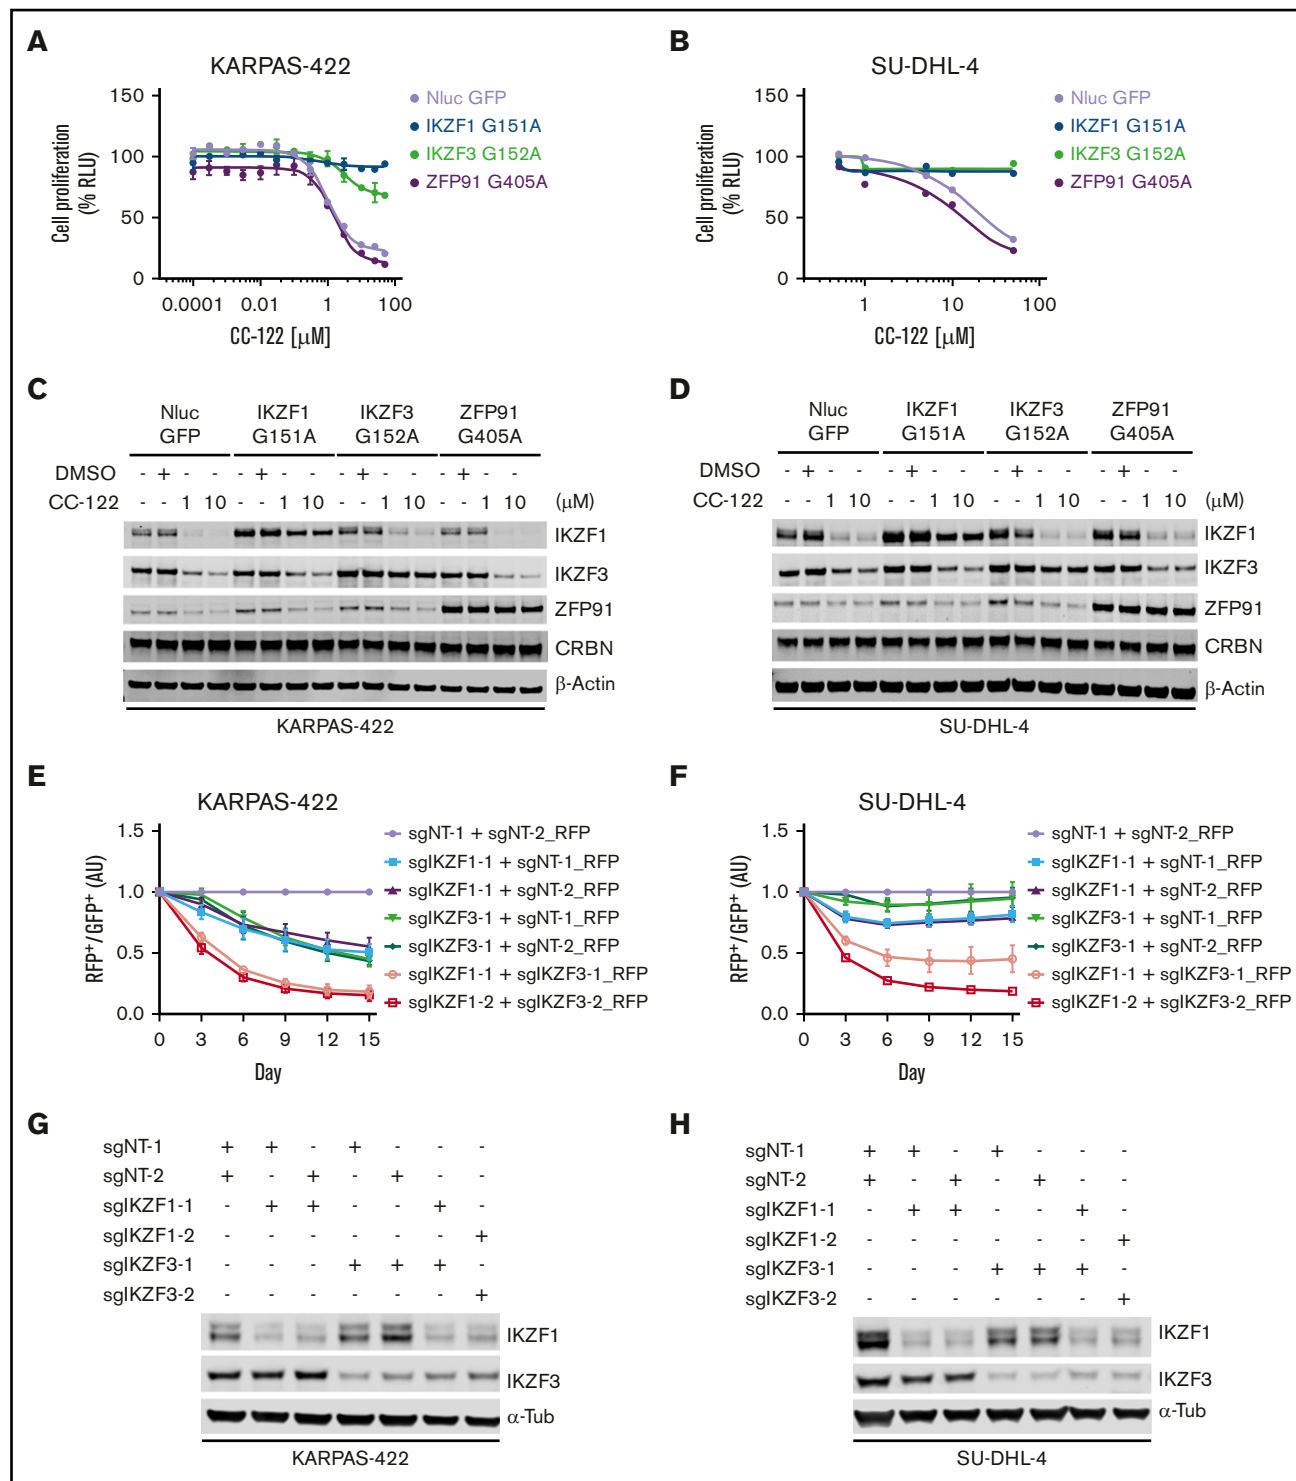 A
KARPAS-422
150
100
50
0
Cell proliferation
(% RLU)
0.0001 0.01 1 100
CC-122 [μM]
Nluc GFP
IKZF1 G151A
IKZF3 G152A
ZFP91 G405A
B
SU-DHL-4
150
100
50
0
Cell proliferation
(% RLU)
1 10 100
CC-122 [μM]
Nluc GFP
IKZF1 G151A
IKZF3 G152A
ZFP91 G405A
C
Nluc GFP IKZF1 G151A IKZF3 G152A ZFP91 G405A
DMSO - + - - - + - - - + - - - + - -
CC-122 - - 1 10 - - 1 10 - - 1 10 - - 1 10 (μM)
IKZF1
IKZF3
ZFP91
CRBN
β-Actin
KARPAS-422
D
Nluc GFP IKZF1 G151A IKZF3 G152A ZFP91 G405A
DMSO - + - - - + - - - + - - - + - -
CC-122 - - 1 10 - - 1 10 - - 1 10 - - 1 10 (μM)
IKZF1
IKZF3
ZFP91
CRBN
β-Actin
SU-DHL-4
E
KARPAS-422
1.5
1.0
0.5
0.0
RFP+/GFP+ (AU)
0 3 6 9 12 15
Day
sgNT-1 + sgNT-2_RFP
sgIKZF1-1 + sgNT-1_RFP
sgIKZF1-1 + sgNT-2_RFP
sgIKZF3-1 + sgNT-1_RFP
sgIKZF3-1 + sgNT-2_RFP
sgIKZF1-1 + sgIKZF3-1_RFP
sgIKZF1-2 + sgIKZF3-2_RFP
F
SU-DHL-4
1.5
1.0
0.5
0.0
RFP+/GFP+ (AU)
0 3 6 9 12 15
Day
sgNT-1 + sgNT-2_RFP
sgIKZF1-1 + sgNT-1_RFP
sgIKZF1-1 + sgNT-2_RFP
sgIKZF3-1 + sgNT-1_RFP
sgIKZF3-1 + sgNT-2_RFP
sgIKZF1-1 + sgIKZF3-1_RFP
sgIKZF1-2 + sgIKZF3-2_RFP
G
sgNT-1 + + - + - - -
sgNT-2 + - + - + - -
sgIKZF1-1 - + + - - + -
sgIKZF1-2 - - - - - - +
sgIKZF3-1 - - - + + + -
sgIKZF3-2 - - - - - - +
IKZF1
IKZF3
α-Tub
KARPAS-422
H
sgNT-1 + + - + - - -
sgNT-2 + - + - + - -
sgIKZF1-1 - + + - - + -
sgIKZF1-2 - - - - - - +
sgIKZF3-1 - - - + + + -
sgIKZF3-2 - - - - - - +
IKZF1
IKZF3
α-Tub
SU-DHL-4